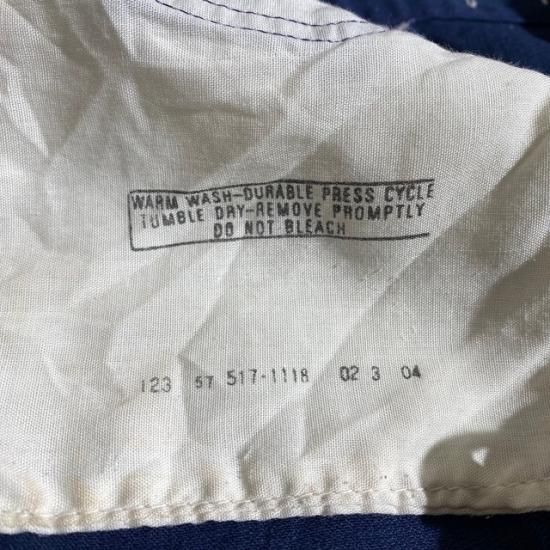 WARM WASH-DURABLE PRESS CYCLE
TUMBLE DRY-REMOVE PROMPTLY
DO NOT BLEACH
123 57 517-1118 02 3 04